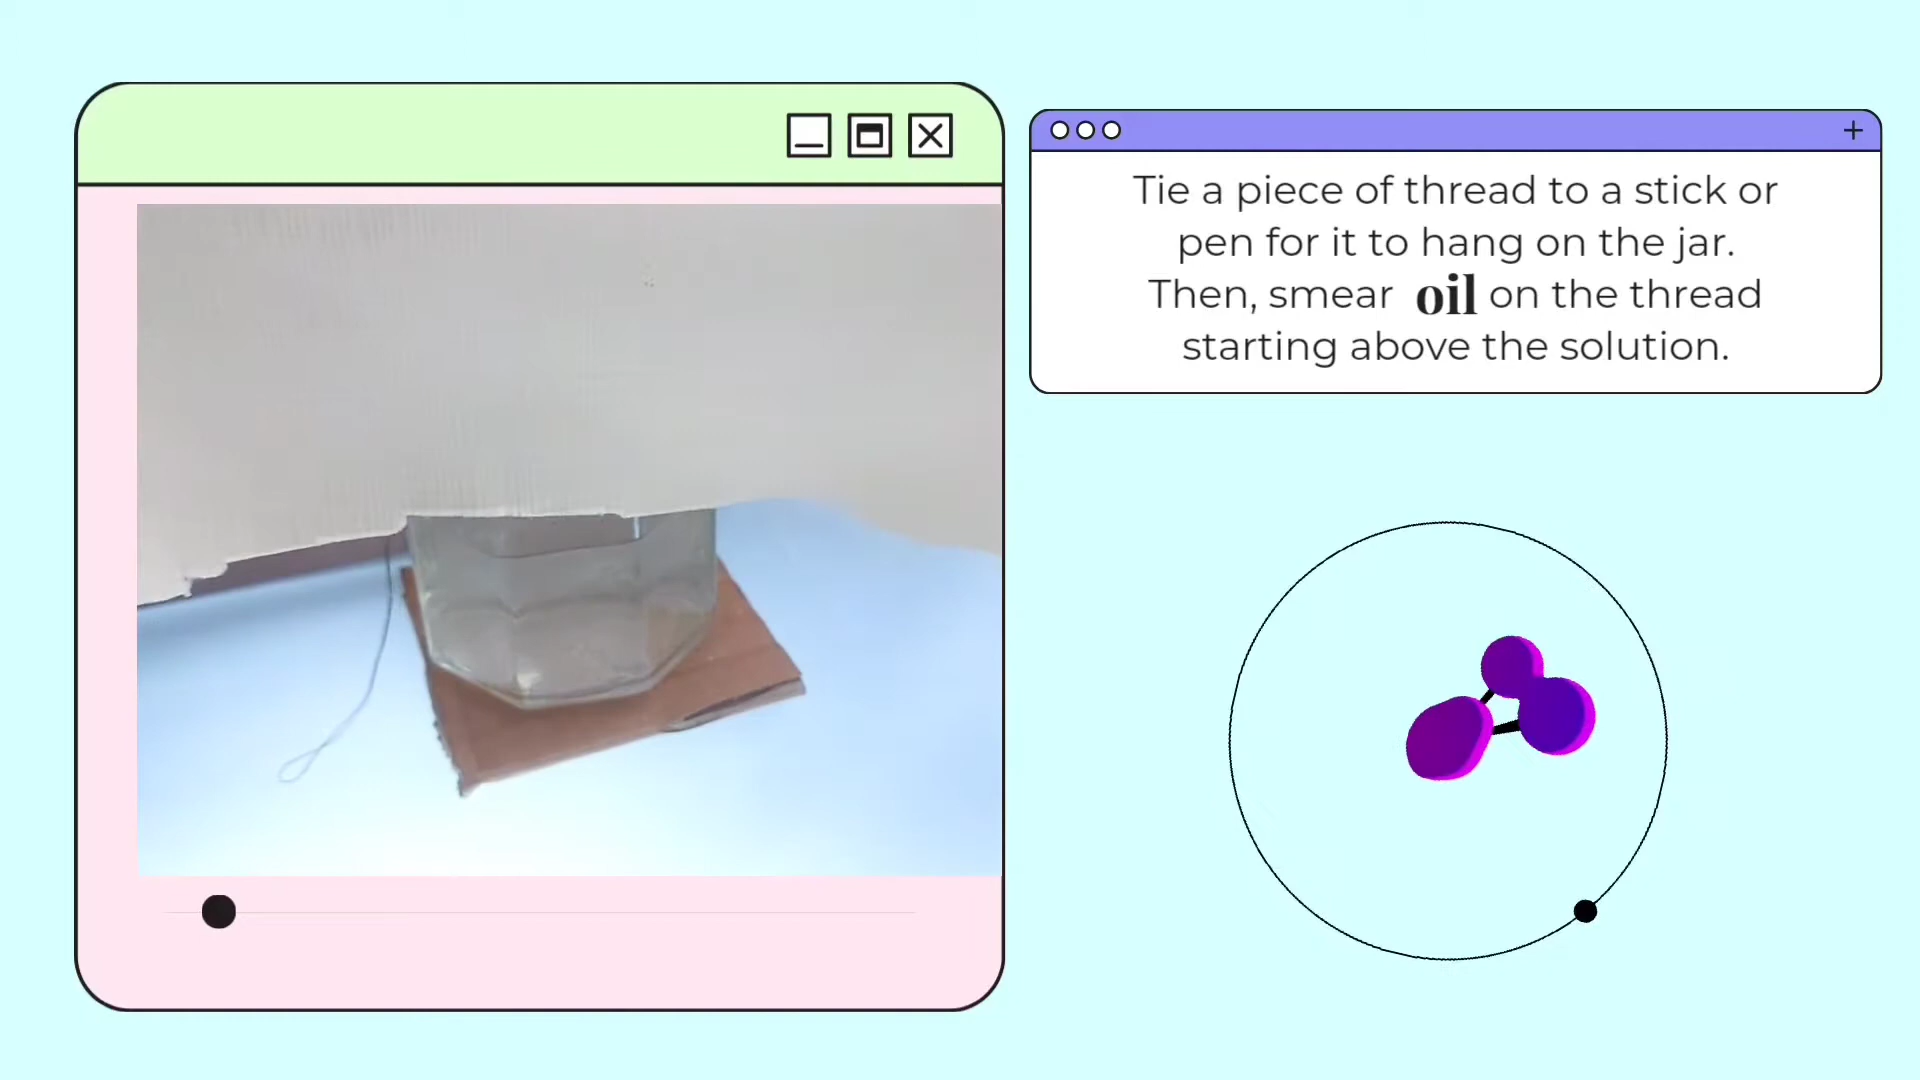 Tie a piece of thread to a stick or
pen for it to hang on the jar.
Then, smear oil on the thread
starting above the solution.